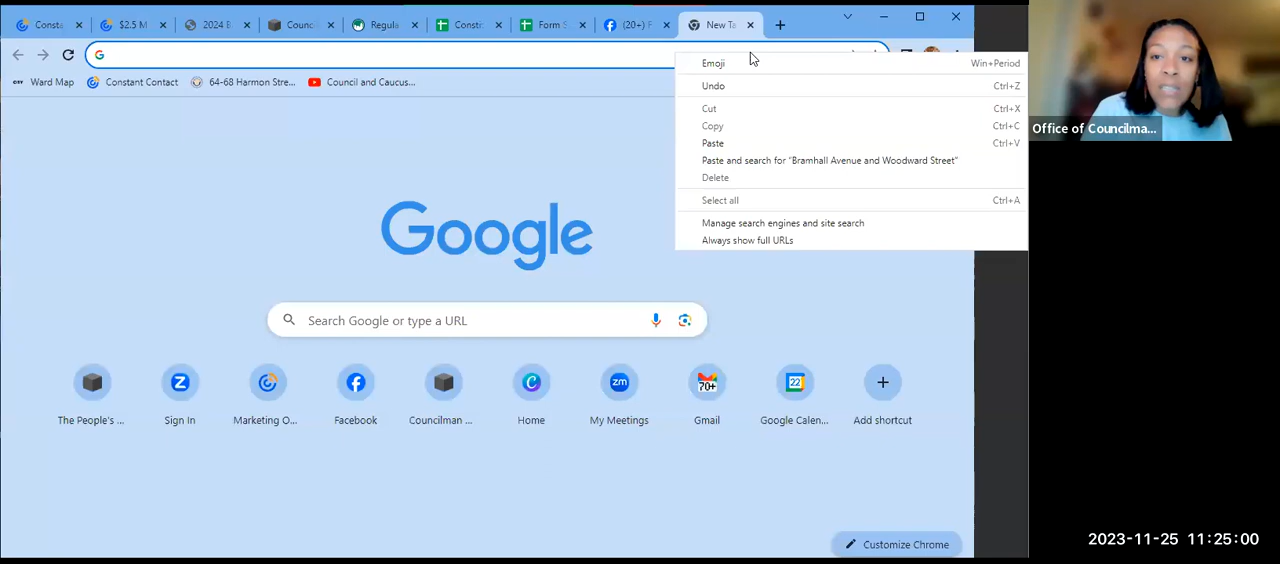 Consta
$2.5 M
2024 B
Counc
Regula
Constr
Form S
(20+) F
New Ta
Ward Map
Constant Contact
64-68 Harmon Stre...
Council and Caucus...
Emoji Win+Period
Undo Ctrl+Z
Cut Ctrl+X
Copy Ctrl+C
Paste Ctrl+V
Paste and search for “Bramhall Avenue and Woodward Street”
Delete
Select all Ctrl+A
Manage search engines and site search
Always show full URLs
Office of Councilma...
Google
Search Google or type a URL
The People's ...
Sign In
Marketing O...
Facebook
Councilman ...
Home
My Meetings
Gmail
Google Calen...
Add shortcut
70+
zm
22
Customize Chrome
2023-11-25 11:25:00